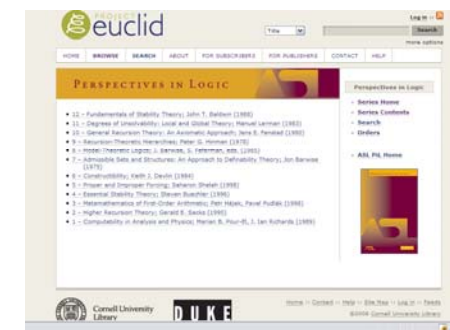 PROJECT
euclid
Log in
Title
Search
more options
HOME BROWSE SEARCH ABOUT FOR SUBSCRIBERS FOR PUBLISHERS CONTACT HELP
PERSPECTIVES IN LOGIC
ASL
Perspectives in Logic
Series Home
Series Contents
Search
Orders
ASL PiL Home
• 12 - Fundamentals of Stability Theory; John T. Baldwin (1988)
• 11 - Degrees of Unsolvability: Local and Global Theory; Manuel Lerman (1983)
• 10 - General Recursion Theory: An Axiomatic Approach; Jens E. Fenstad (1980)
• 9 - Recursion-Theoretic Hierarchies; Peter G. Hinman (1978)
• 8 - Model-Theoretic Logics; J. Barwise, S. Feferman, eds. (1985)
• 7 - Admissible Sets and Structures: An Approach to Definability Theory; Jon Barwise
(1975)
• 6 - Constructibility; Keith J. Devlin (1984)
• 5 - Proper and Improper Forcing; Saharon Shelah (1998)
• 4 - Essential Stability Theory; Steven Buechler (1996)
• 3 - Metamathematics of First-Order Arithmetic; Petr Hájek, Pavel Pudlák (1998)
• 2 - Higher Recursion Theory; Gerald E. Sacks (1990)
• 1 - Computability in Analysis and Physics; Marian B. Pour-El, J. Ian Richards (1989)
Cornell University
Library
DUKE
Home - Contact - Help - Site Map - Log in - Feeds
Cornell University Library